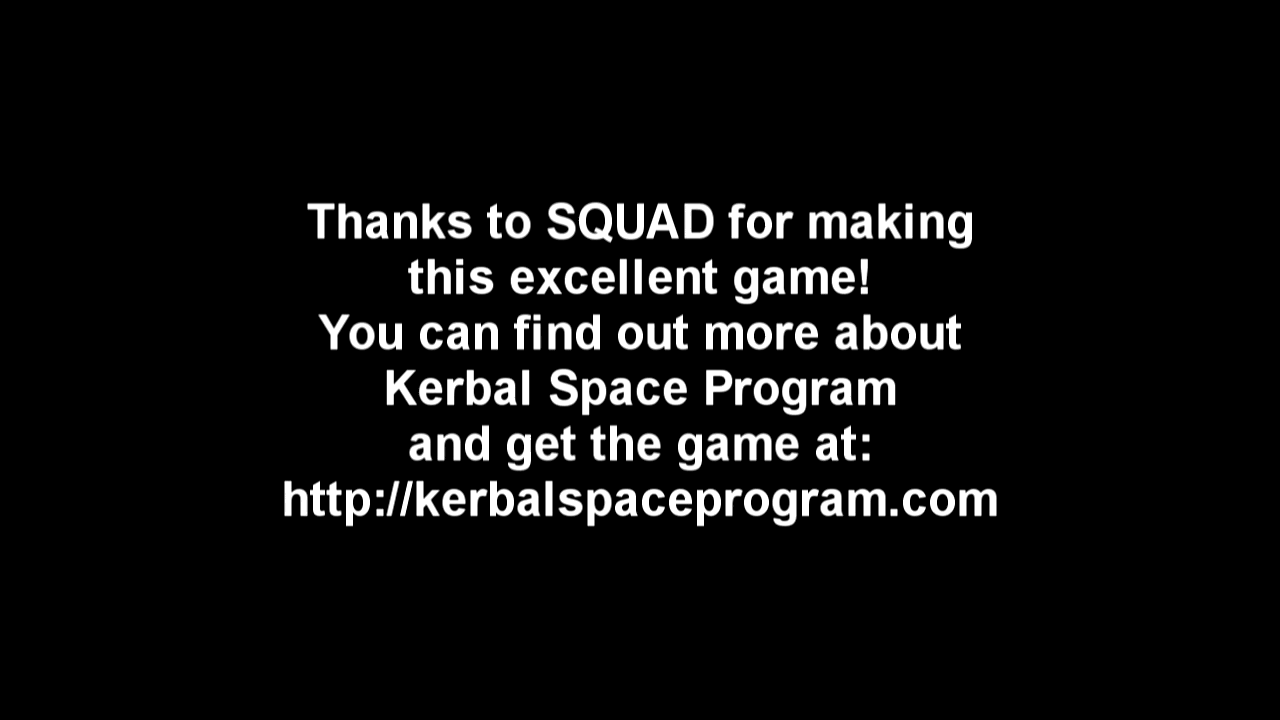 Thanks to SQUAD for making
this excellent game!
You can find out more about
Kerbal Space Program
and get the game at:
http://kerbalspaceprogram.com